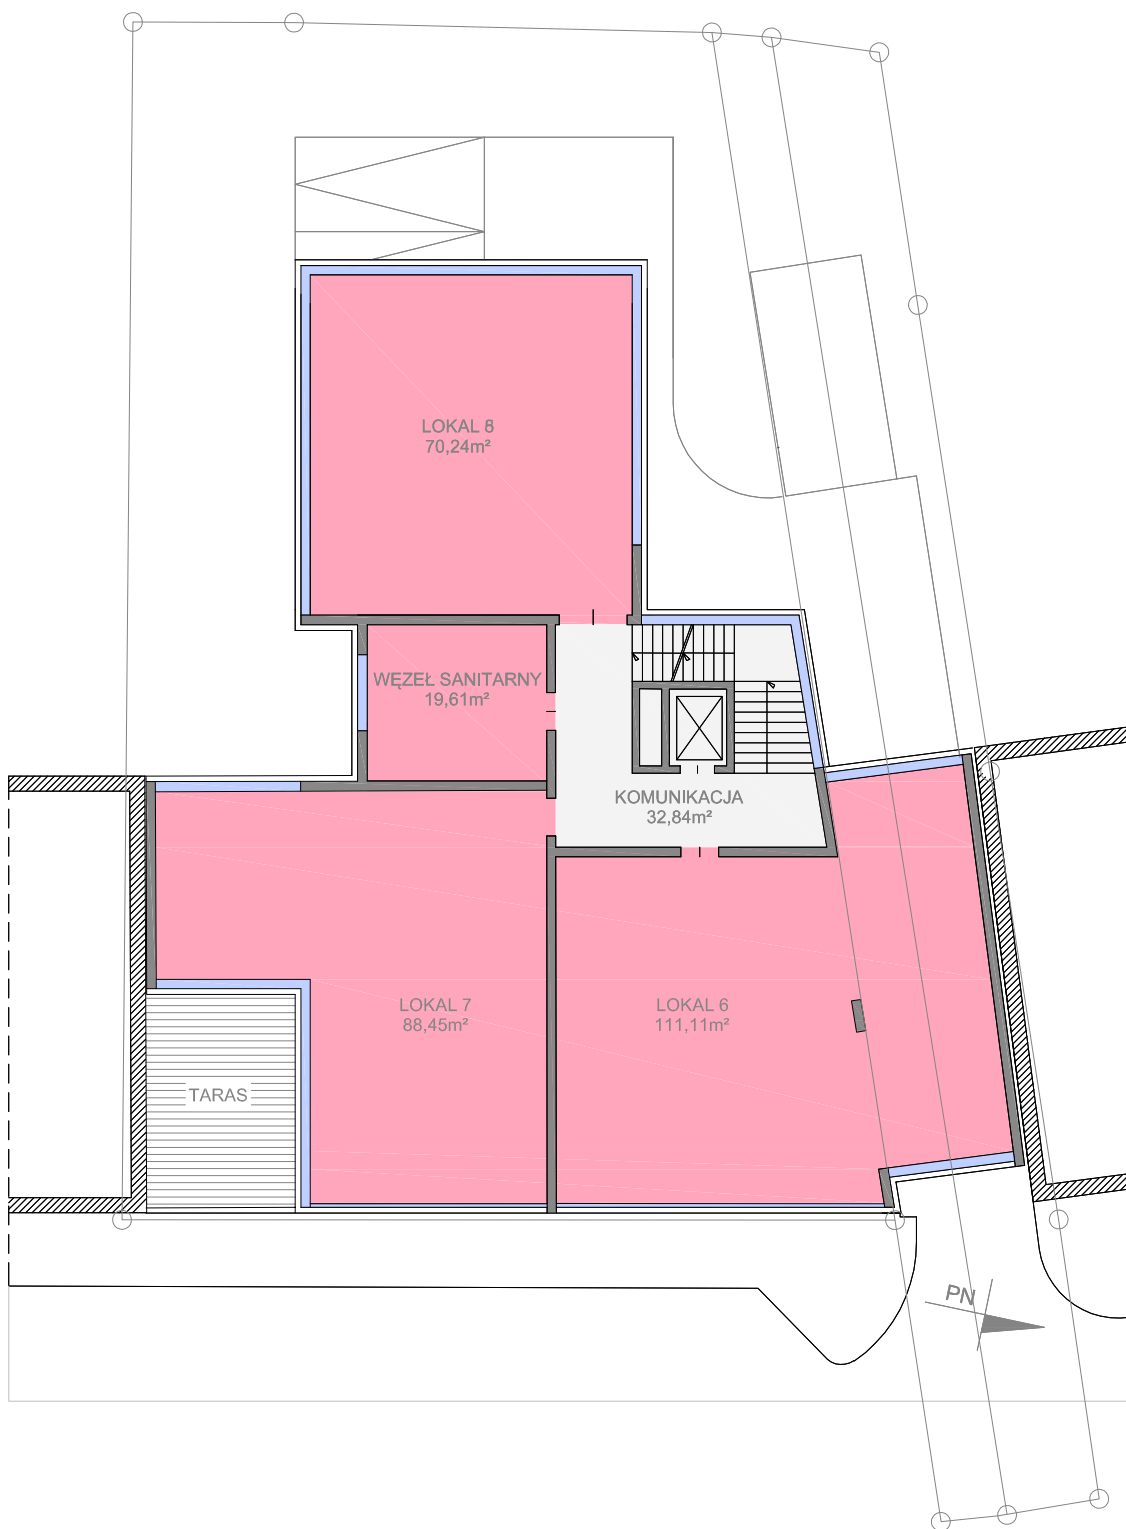 LOKAL 8
70,24m²
WĘZEŁ SANITARNY
19,61m²
KOMUNIKACJA
32,84m²
LOKAL 7
88,45m²
LOKAL 6
111,11m²
TARAS
PN